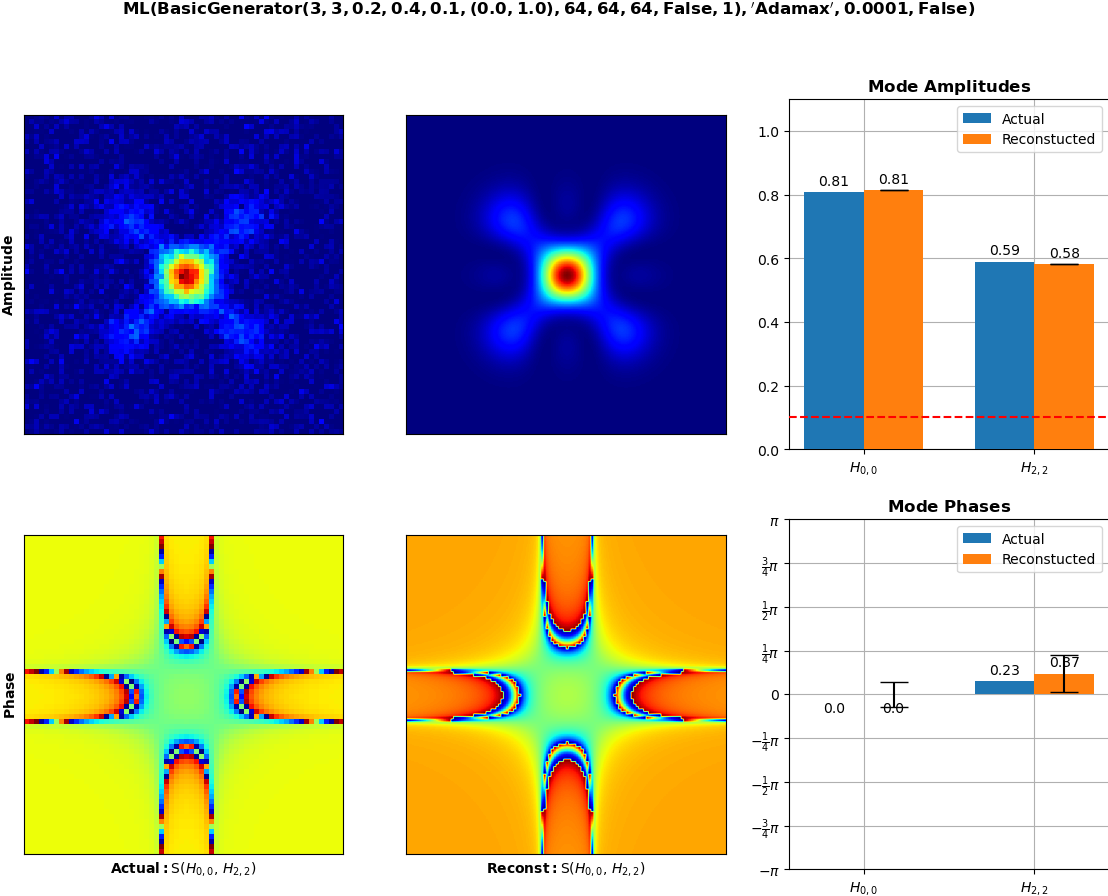 ML(BasicGenerator(3, 3, 0.2, 0.4, 0.1, (0.0, 1.0), 64, 64, 64, False, 1), ′Adamax′, 0.0001, False)
Amplitude
Mode Amplitudes
Actual
Reconstucted
1.0
0.8
0.6
0.4
0.2
0.0
0.81
0.81
0.59
0.58
H0,0
H2,2
Phase
Actual: S(H0,0, H2,2)
Reconst: S(H0,0, H2,2)
Mode Phases
Actual
Reconstucted
π
3/4π
1/2π
1/4π
0
−1/4π
−1/2π
−3/4π
−π
0.0
0.0
0.23
0.37
H0,0
H2,2